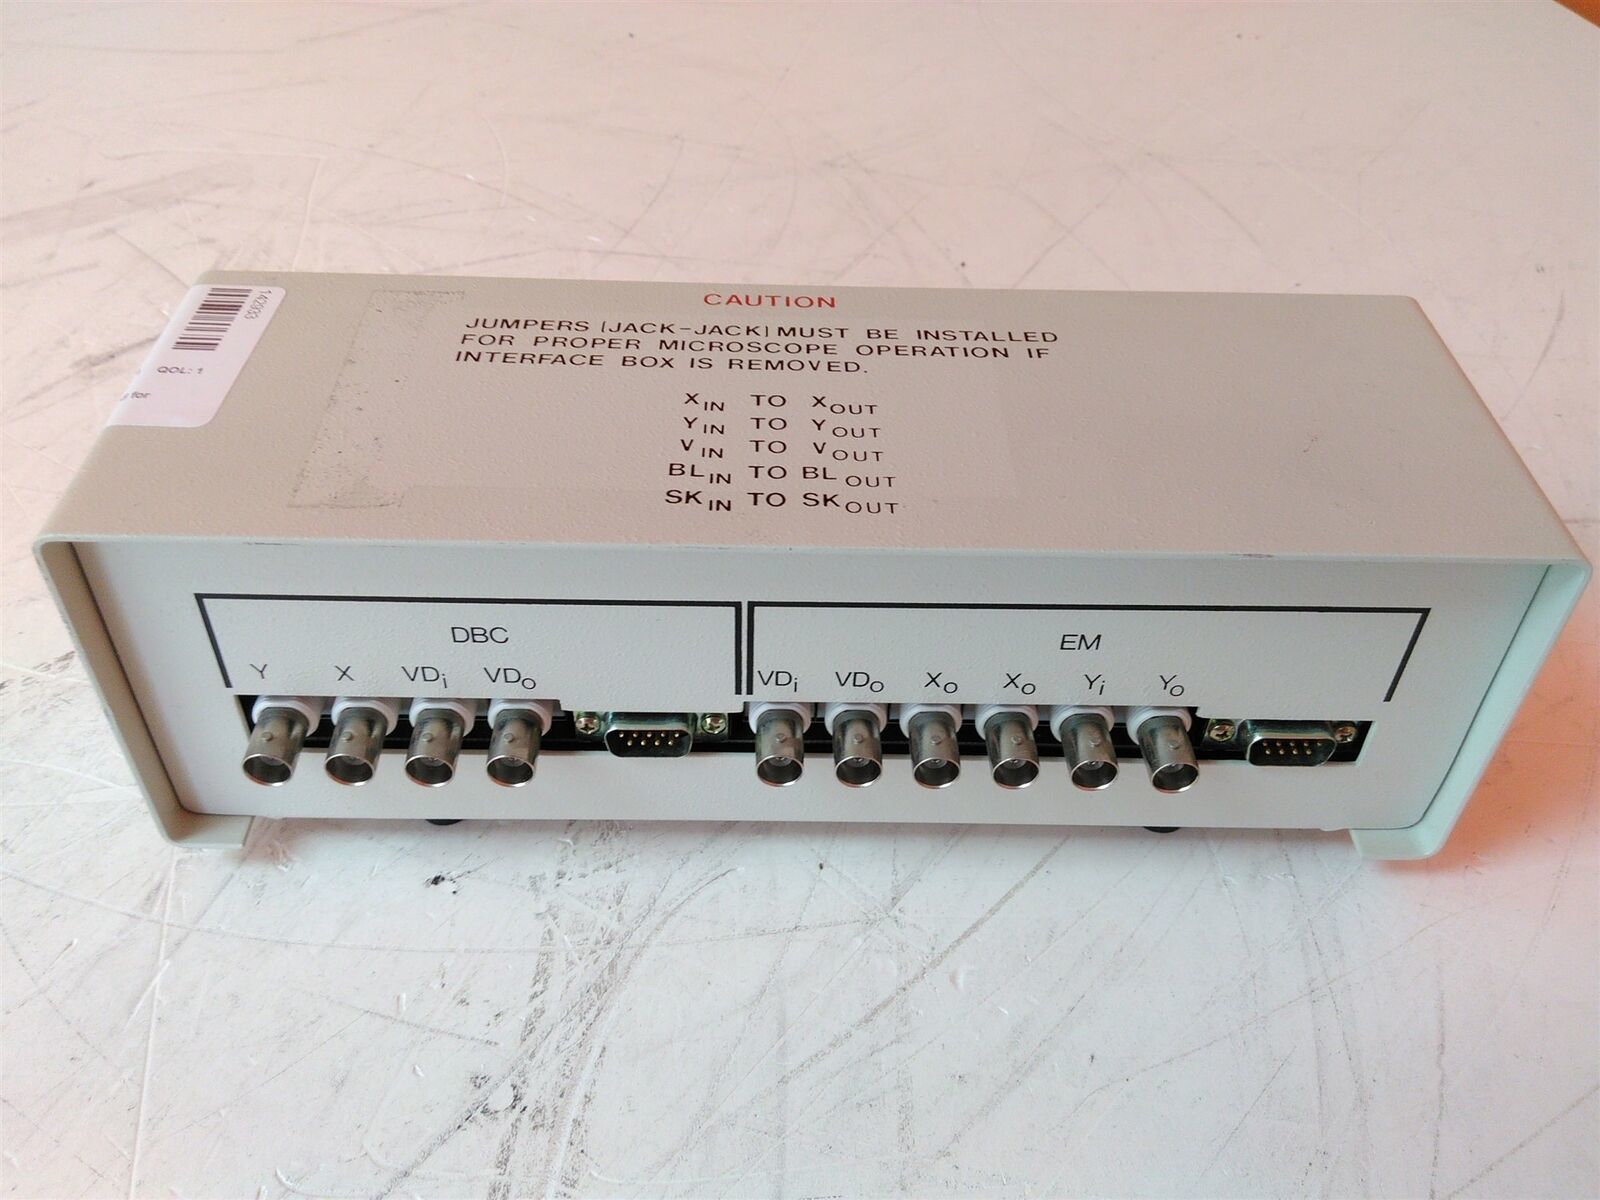 142933
QOL: 1
for
CAUTION
JUMPERS (JACK-JACK) MUST BE INSTALLED
FOR PROPER MICROSCOPE OPERATION IF
INTERFACE BOX IS REMOVED.
XIN TO XOUT
YIN TO YOUT
VIN TO VOUT
BLIN TO BLOUT
SKIN TO SKOUT
DBC
Y X VDi VDo
EM
VDi VDo Xo Xo Yi Yo